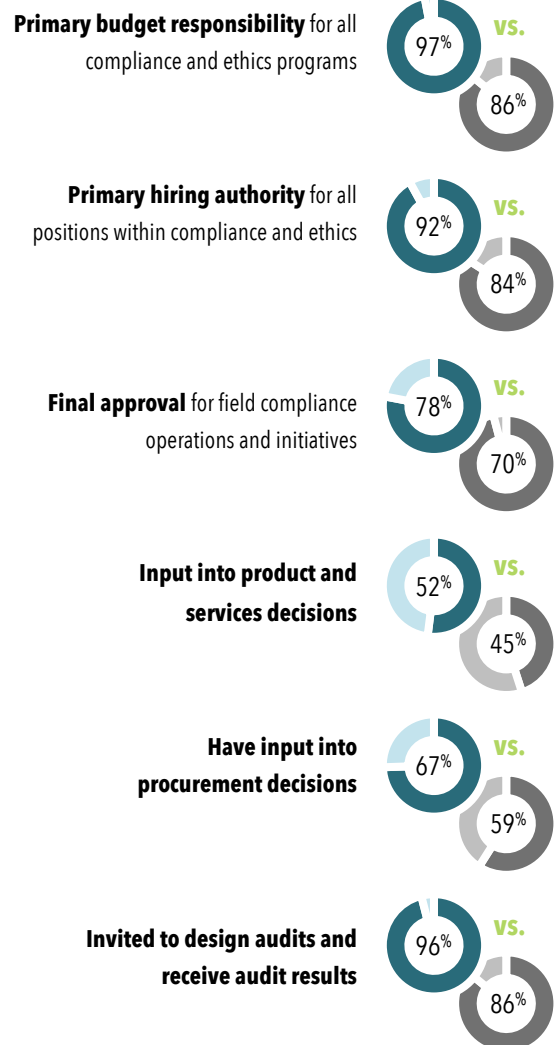 Primary budget responsibility for all
compliance and ethics programs
97%
vs.
86%
Primary hiring authority for all
positions within compliance and ethics
92%
vs.
84%
Final approval for field compliance
operations and initiatives
78%
vs.
70%
Input into product and
services decisions
52%
vs.
45%
Have input into
procurement decisions
67%
vs.
59%
Invited to design audits and
receive audit results
96%
vs.
86%